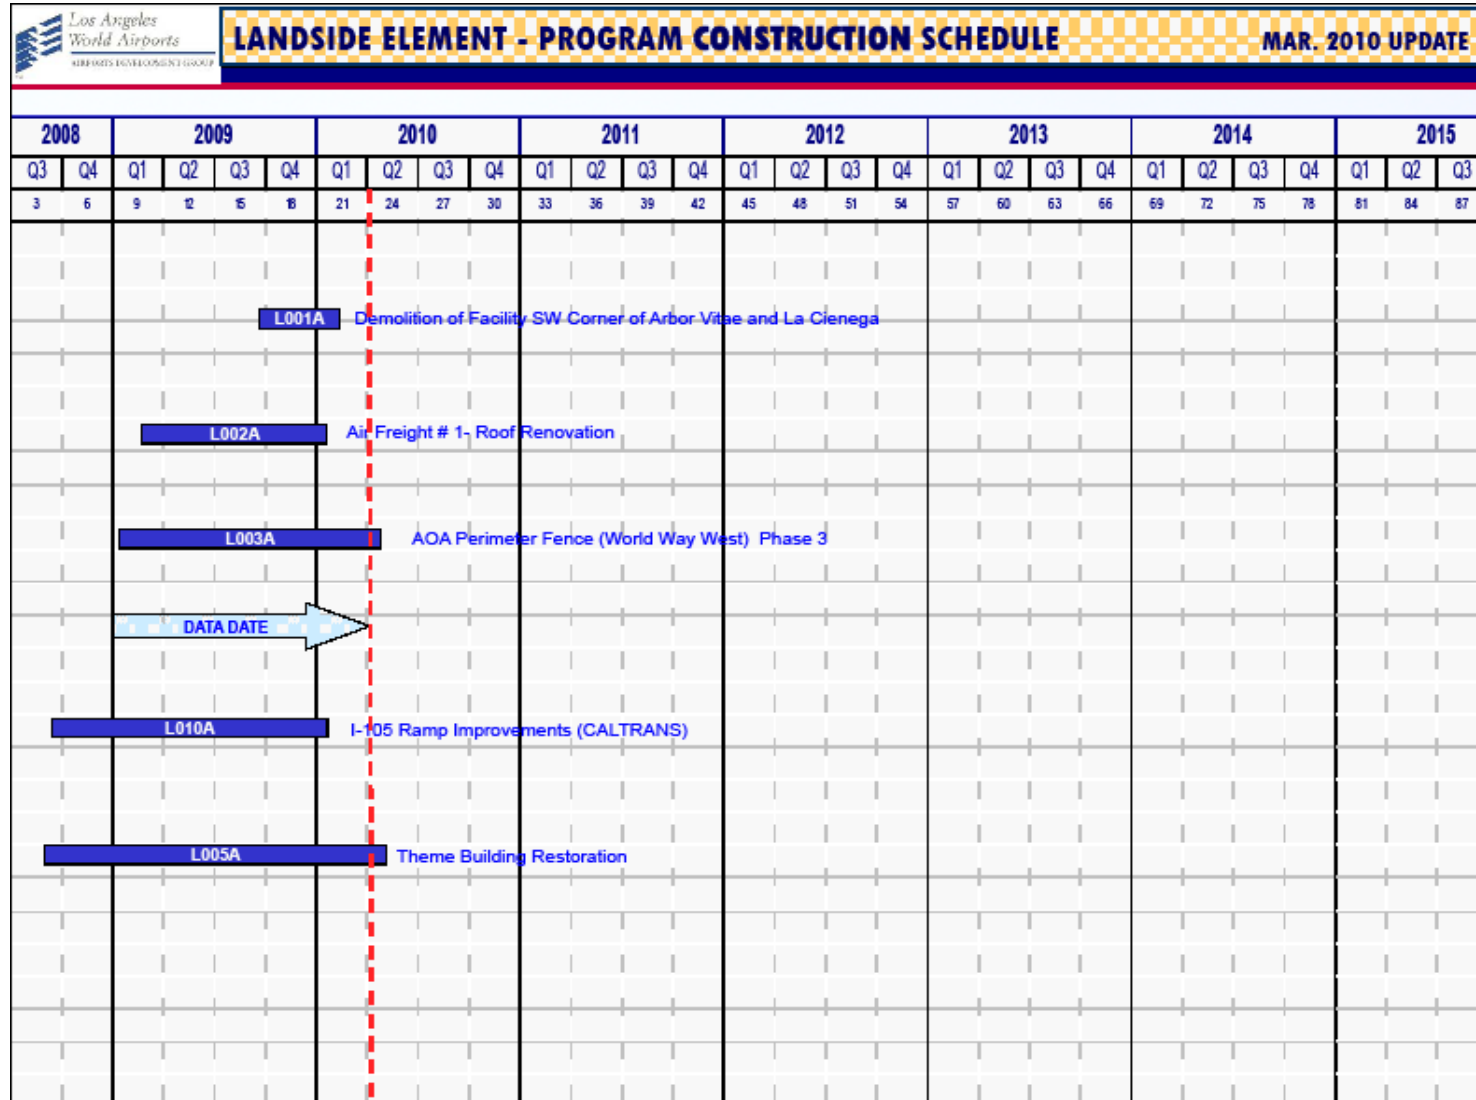 Los Angeles
World Airports
AIRPORTS DEVELOPMENT GROUP
LANDSIDE ELEMENT - PROGRAM CONSTRUCTION SCHEDULE
MAR. 2010 UPDATE
2008 2009 2010 2011 2012 2013 2014 2015
Q3 Q4 Q1 Q2 Q3 Q4 Q1 Q2 Q3 Q4 Q1 Q2 Q3 Q4 Q1 Q2 Q3 Q4 Q1 Q2 Q3 Q4 Q1 Q2 Q3 Q4 Q1 Q2 Q3
3 6 9 12 15 18 21 24 27 30 33 36 39 42 45 48 51 54 57 60 63 66 69 72 75 78 81 84 87
L001A Demolition of Facility SW Corner of Arbor Vitae and La Cienega
L002A Air Freight # 1- Roof Renovation
L003A AOA Perimeter Fence (World Way West) Phase 3
DATA DATE
L010A I-105 Ramp Improvements (CALTRANS)
L005A Theme Building Restoration